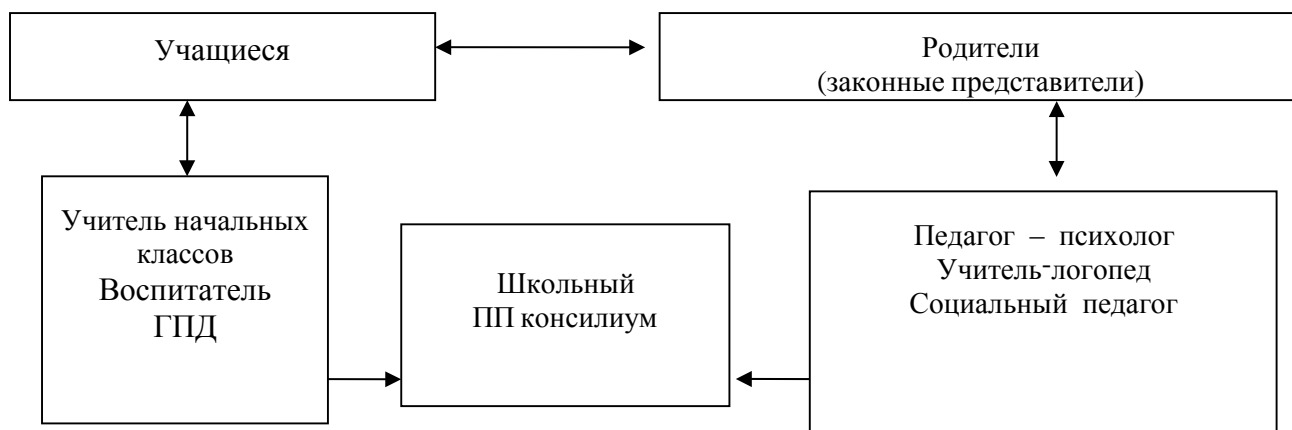 Учащиеся
Родители
(законные представители)
Учитель начальных
классов
Воспитатель
ГПД
Школьный
ПП консилиум
Педагог – психолог
Учитель-логопед
Социальный педагог